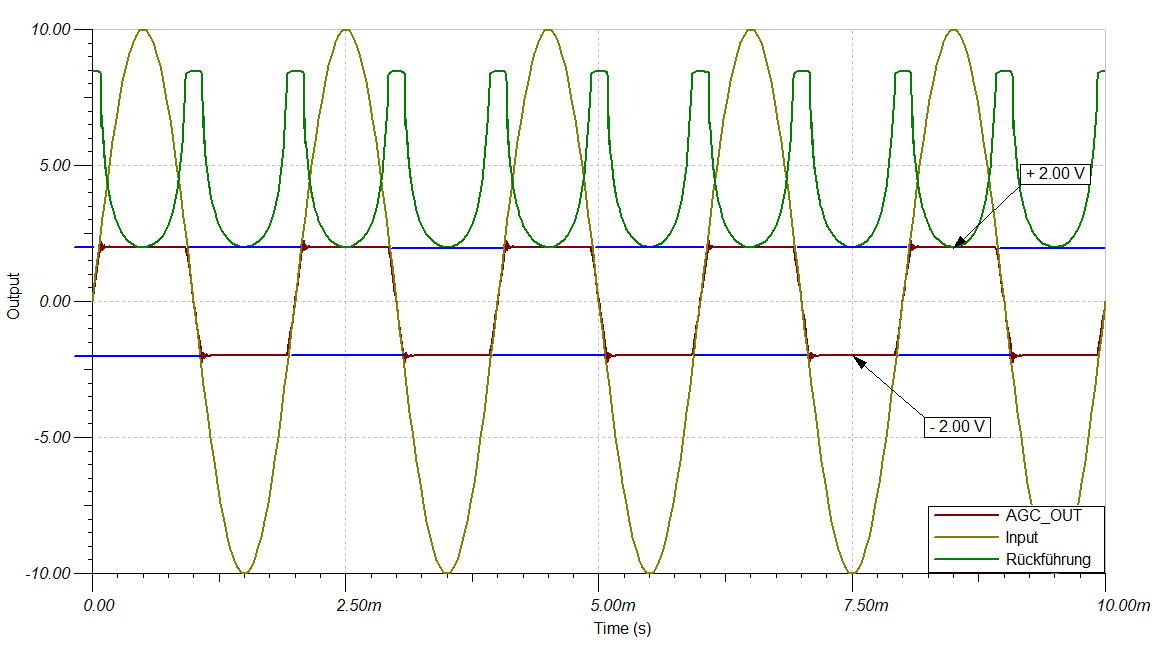 10.00
5.00
0.00
-5.00
-10.00
Output
+ 2.00 V
- 2.00 V
AGC_OUT
Input
Rückführung
0.00
2.50m
5.00m
7.50m
10.00m
Time (s)